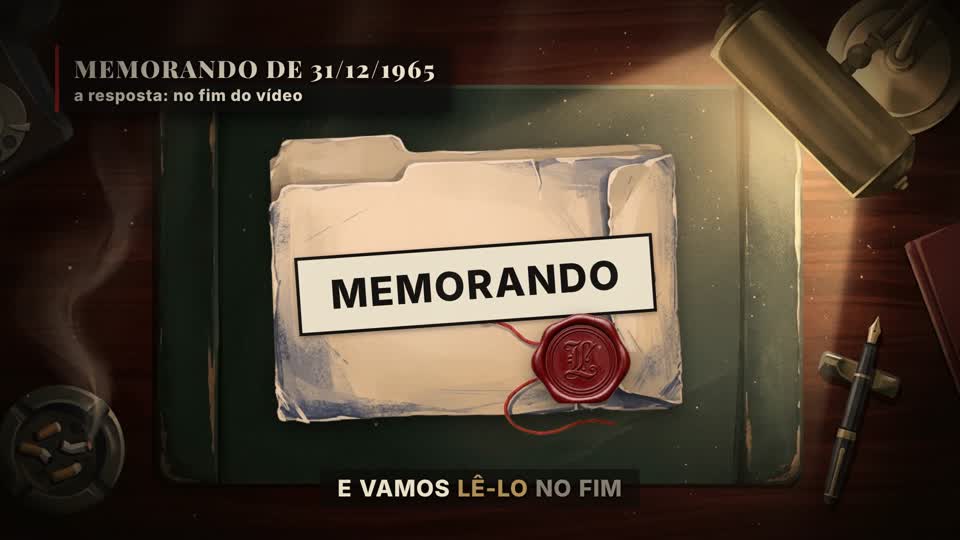 MEMORANDO DE 31/12/1965
a resposta: no fim do vídeo
MEMORANDO
E VAMOS LÊ-LO NO FIM